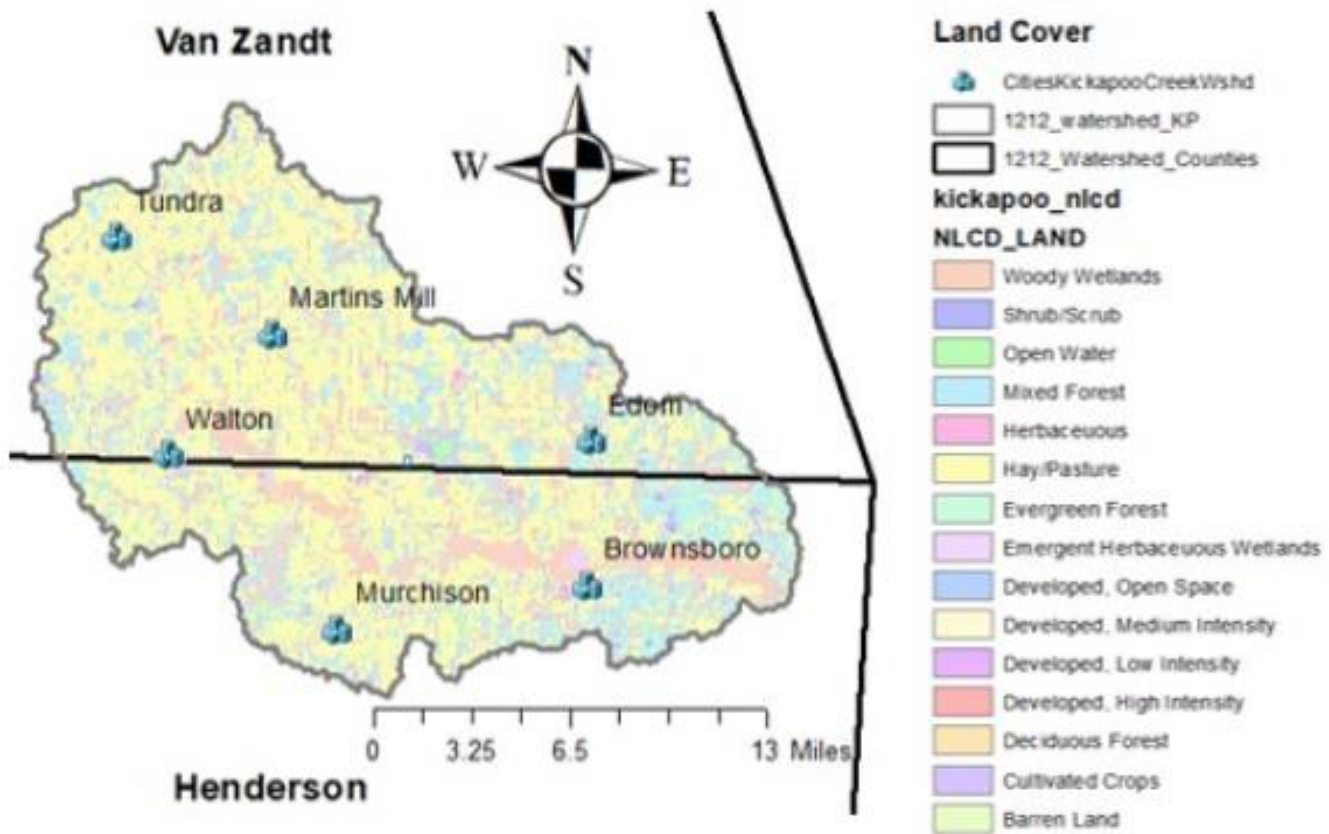 Van Zandt
N
W
E
S
Tundra
Martins Mill
Walton
Edom
Brownsboro
Murchison
0 3.25 6.5 13 Miles
Henderson
Land Cover
CitiesKickapooCreekWshd
1212_watershed_KP
1212_Watershed_Counties
kickapoo_nlcd
NLCD_LAND
Woody Wetlands
Shrub/Scrub
Open Water
Mixed Forest
Herbaceuous
Hay/Pasture
Evergreen Forest
Emergent Herbaceuous Wetlands
Developed, Open Space
Developed, Medium Intensity
Developed, Low Intensity
Developed, High Intensity
Deciduous Forest
Cultivated Crops
Barren Land